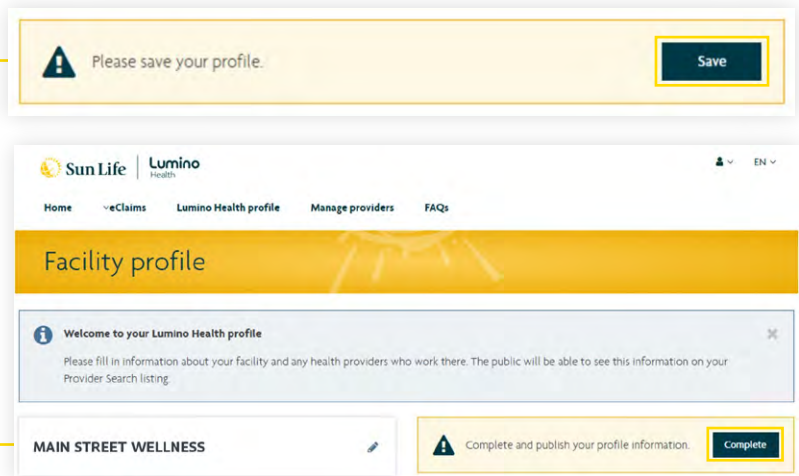 Please save your profile.
Save
Sun Life
Lumino
Health
EN
Home eClaims Lumino Health profile Manage providers FAQs
Facility profile
Welcome to your Lumino Health profile
Please fill in information about your facility and any health providers who work there. The public will be able to see this information on your
Provider Search listing.
MAIN STREET WELLNESS
Complete and publish your profile information.
Complete